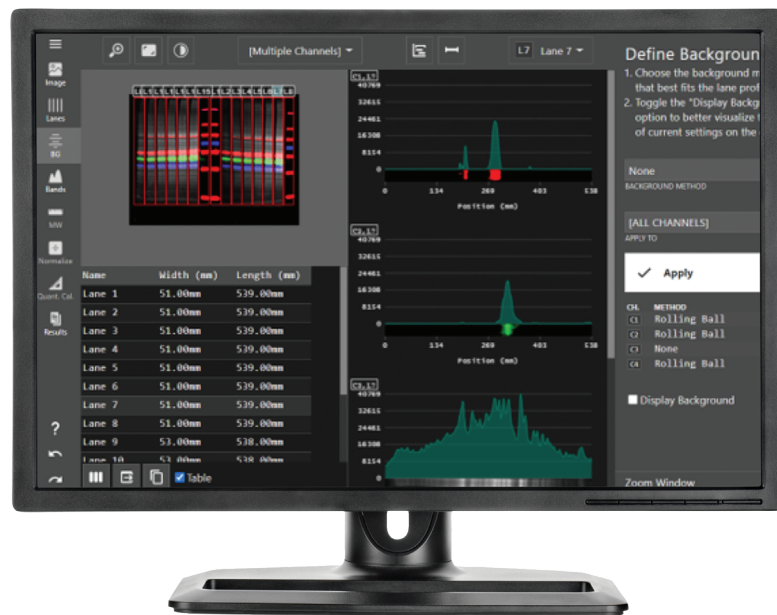 [Multiple Channels]
L7 Lane 7
Image
Lanes
BG
Bands
MW
Normalize
Quant. Cal.
Results
?
Name Width (mm) Length (mm)
Lane 1 51.00mm 539.00mm
Lane 2 51.00mm 539.00mm
Lane 3 51.00mm 539.00mm
Lane 4 51.00mm 539.00mm
Lane 5 51.00mm 539.00mm
Lane 6 51.00mm 539.00mm
Lane 7 51.00mm 539.00mm
Lane 8 51.00mm 539.00mm
Lane 9 53.00mm 538.00mm
Lane 10 53.00mm 538.00mm
Table
40769
32615
24461
16308
8154
0
0 134 269 403 538
Position (mm)
40769
32615
24461
16308
8154
0
0 134 269 403 538
Position (mm)
40769
32615
24461
16308
8154
0
Define Backgroun
1. Choose the background m
that best fits the lane prof
2. Toggle the "Display Backg
option to better visualize
of current settings on the
None
BACKGROUND METHOD
[ALL CHANNELS]
APPLY TO
Apply
CH. METHOD
C1 Rolling Ball
C2 Rolling Ball
C3 None
C4 Rolling Ball
Display Background
Zoom Window